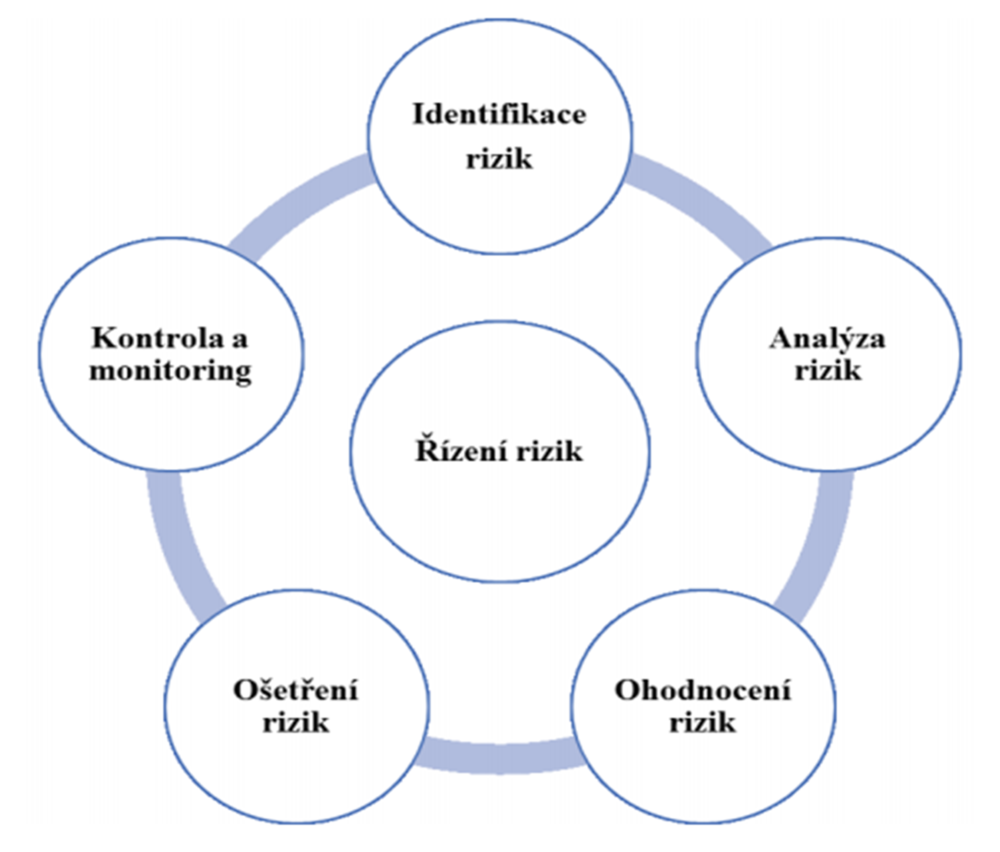 Identifikace
rizik
Kontrola a
monitoring
Analýza
rizik
Řízení rizik
Ošetření
rizik
Ohodnocení
rizik